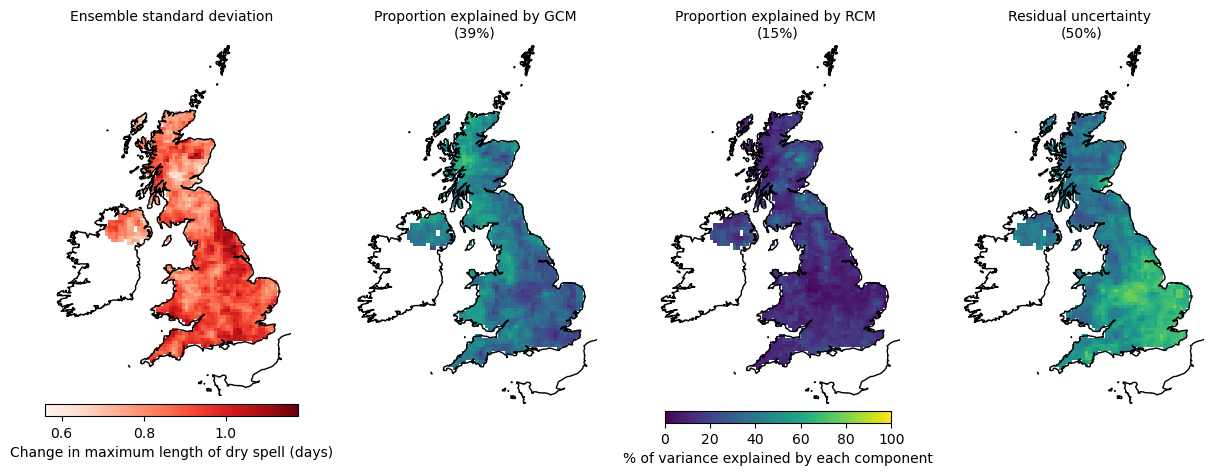 Ensemble standard deviation
Proportion explained by GCM
(39%)
Proportion explained by RCM
(15%)
Residual uncertainty
(50%)
0.6 0.8 1.0
Change in maximum length of dry spell (days)
0 20 40 60 80 100
% of variance explained by each component